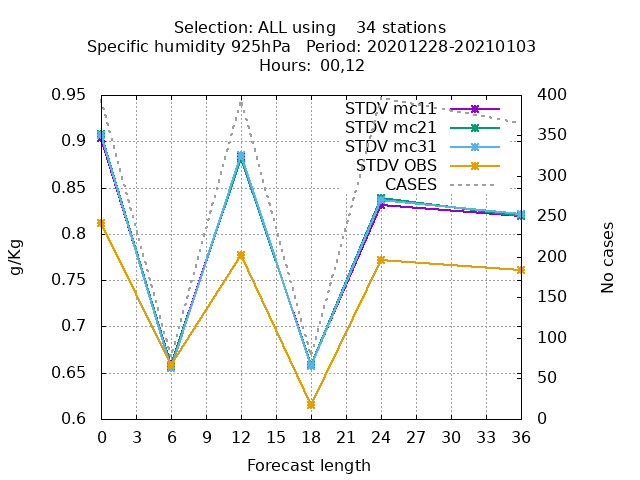 Selection: ALL using    34 stations
Specific humidity 925hPa   Period: 20201228-20210103
Hours:  00,12
STDV mc11
STDV mc21
STDV mc31
STDV OBS
CASES
0.95
0.9
0.85
0.8
0.75
0.7
0.65
0.6
g/Kg
400
350
300
250
200
150
100
50
0
No cases
0 3 6 9 12 15 18 21 24 27 30 33 36
Forecast length